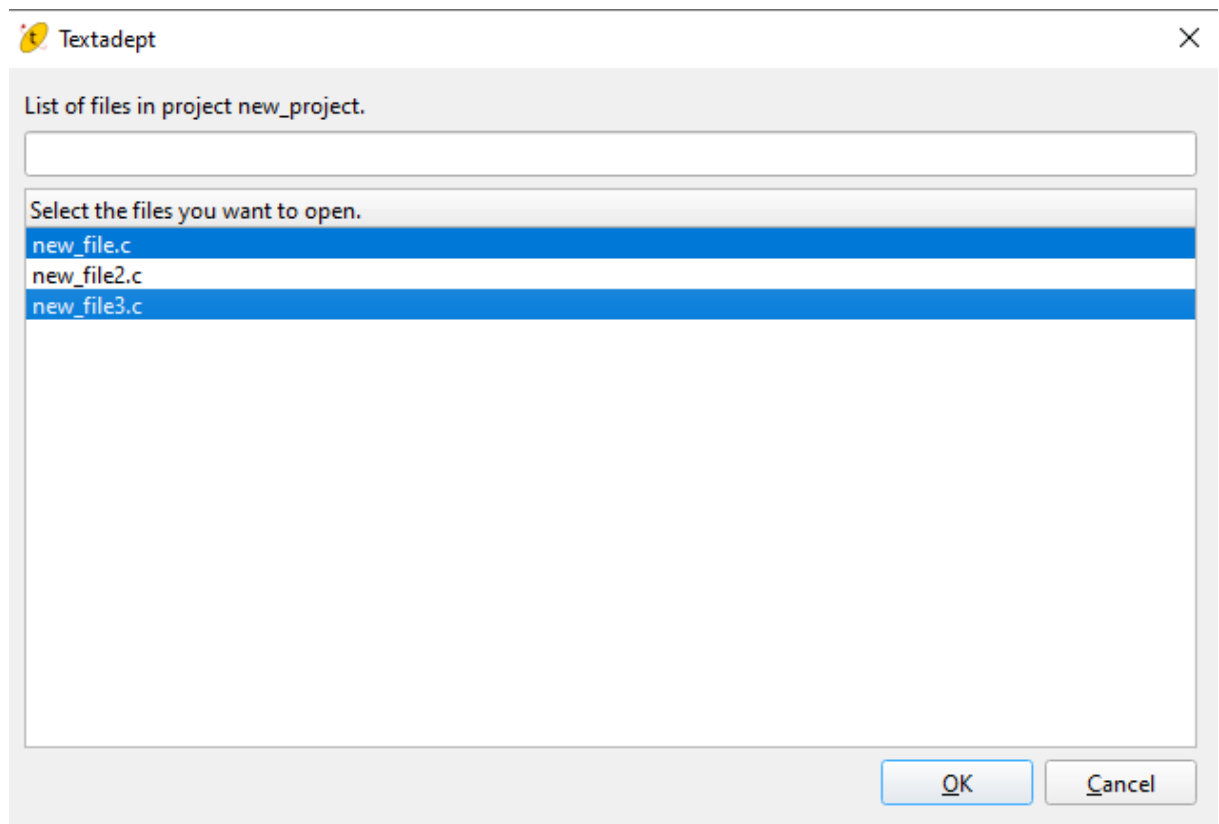 Textadept
List of files in project new_project.
Select the files you want to open.
new_file.c
new_file2.c
new_file3.c
OK
Cancel